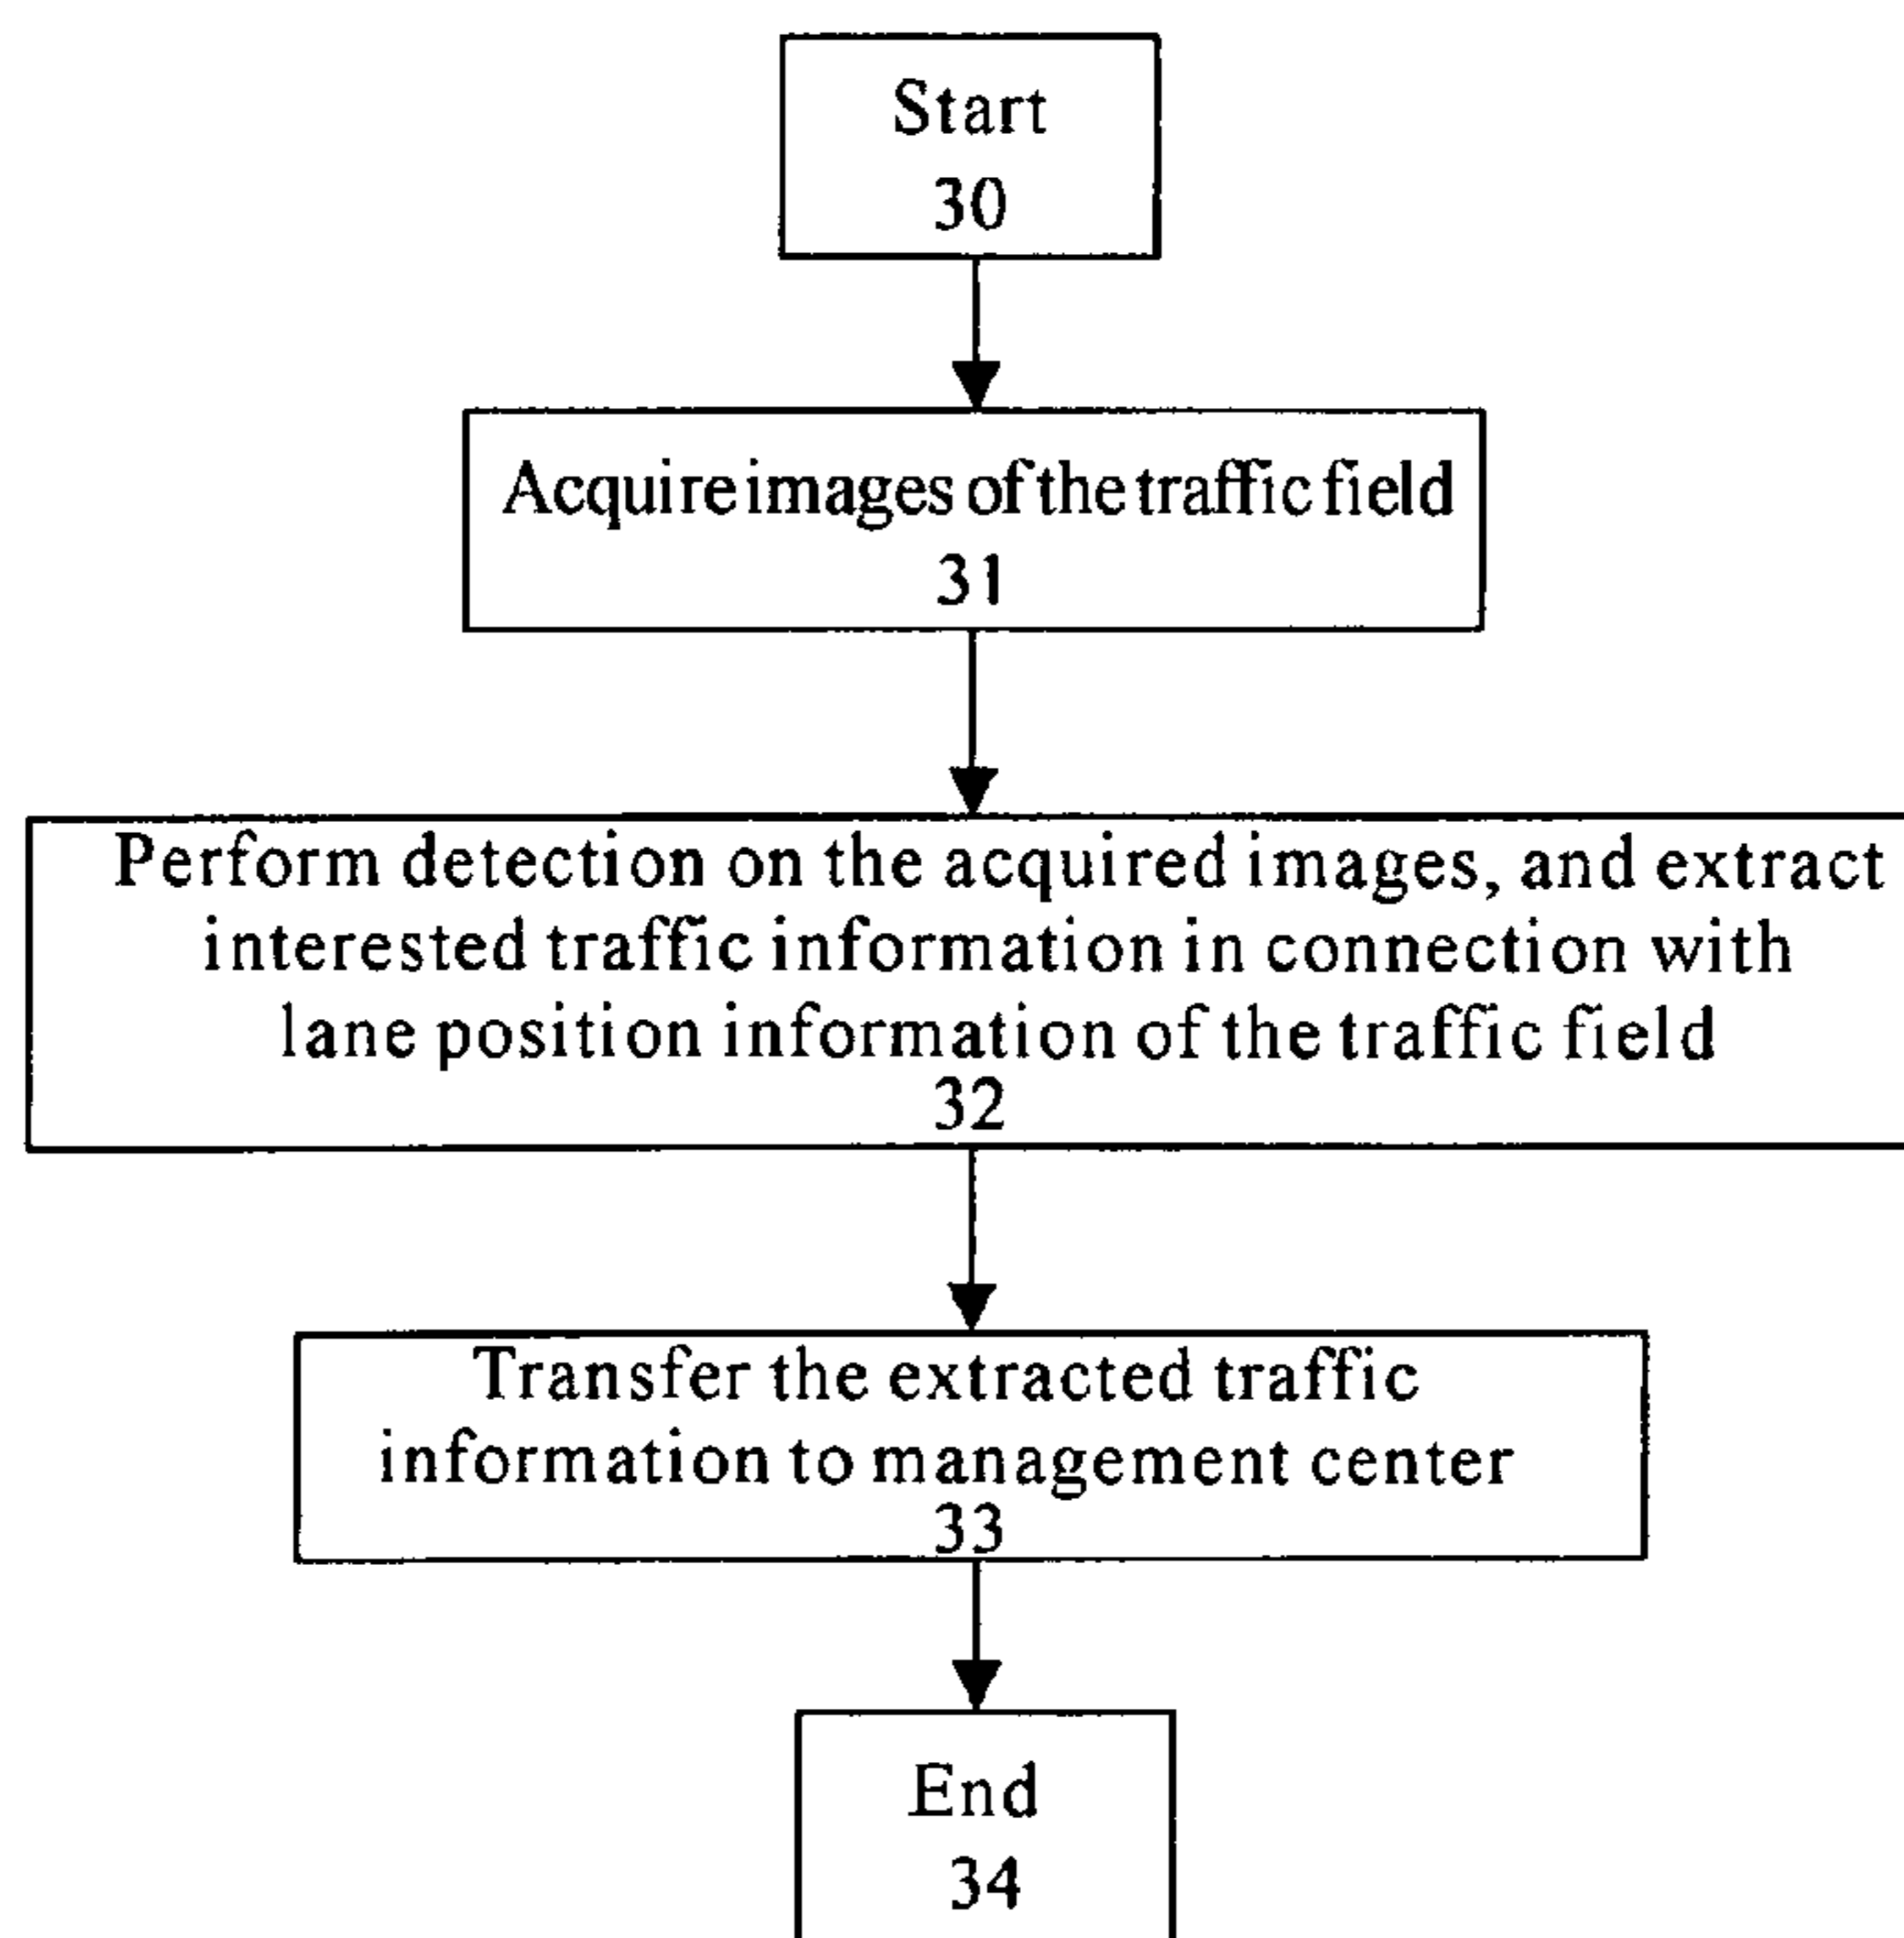 Start
30
Acquire images of the traffic field
31
Perform detection on the acquired images, and extract
interested traffic information in connection with
lane position information of the traffic field
32
Transfer the extracted traffic
information to management center
33
End
34